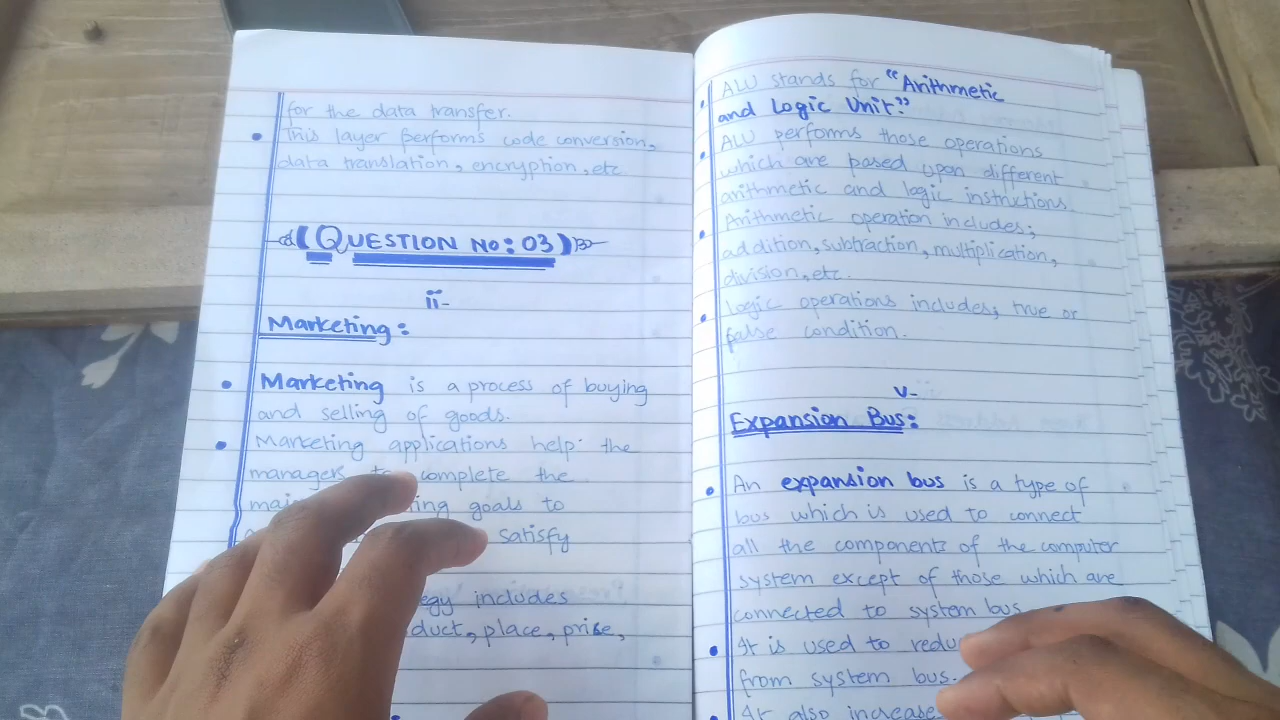 for the data transfer.
• This layer performs code conversion,
data translation, encryption, etc
(QUESTION NO: 03)
ii-
Marketing:
• Marketing is a process of buying
and selling of goods.
• Marketing applications help the
managers to complete the
goals to
satisfy
includes
place, price,
• ALU stands for "Arithmetic
and Logic Unit".
• ALU performs those operations
which are based upon different
arithmetic and logic instructions
• Arithmetic operation includes;
addition, subtraction, multiplication,
division, etc.
• Logic operations includes; true or
false condition.
v-
Expansion Bus:
• An expansion bus is a type of
bus which is used to connect
all the components of the computer
system except of those which are
connected to system bus.
• It is used to
from system bus.
• It also increase